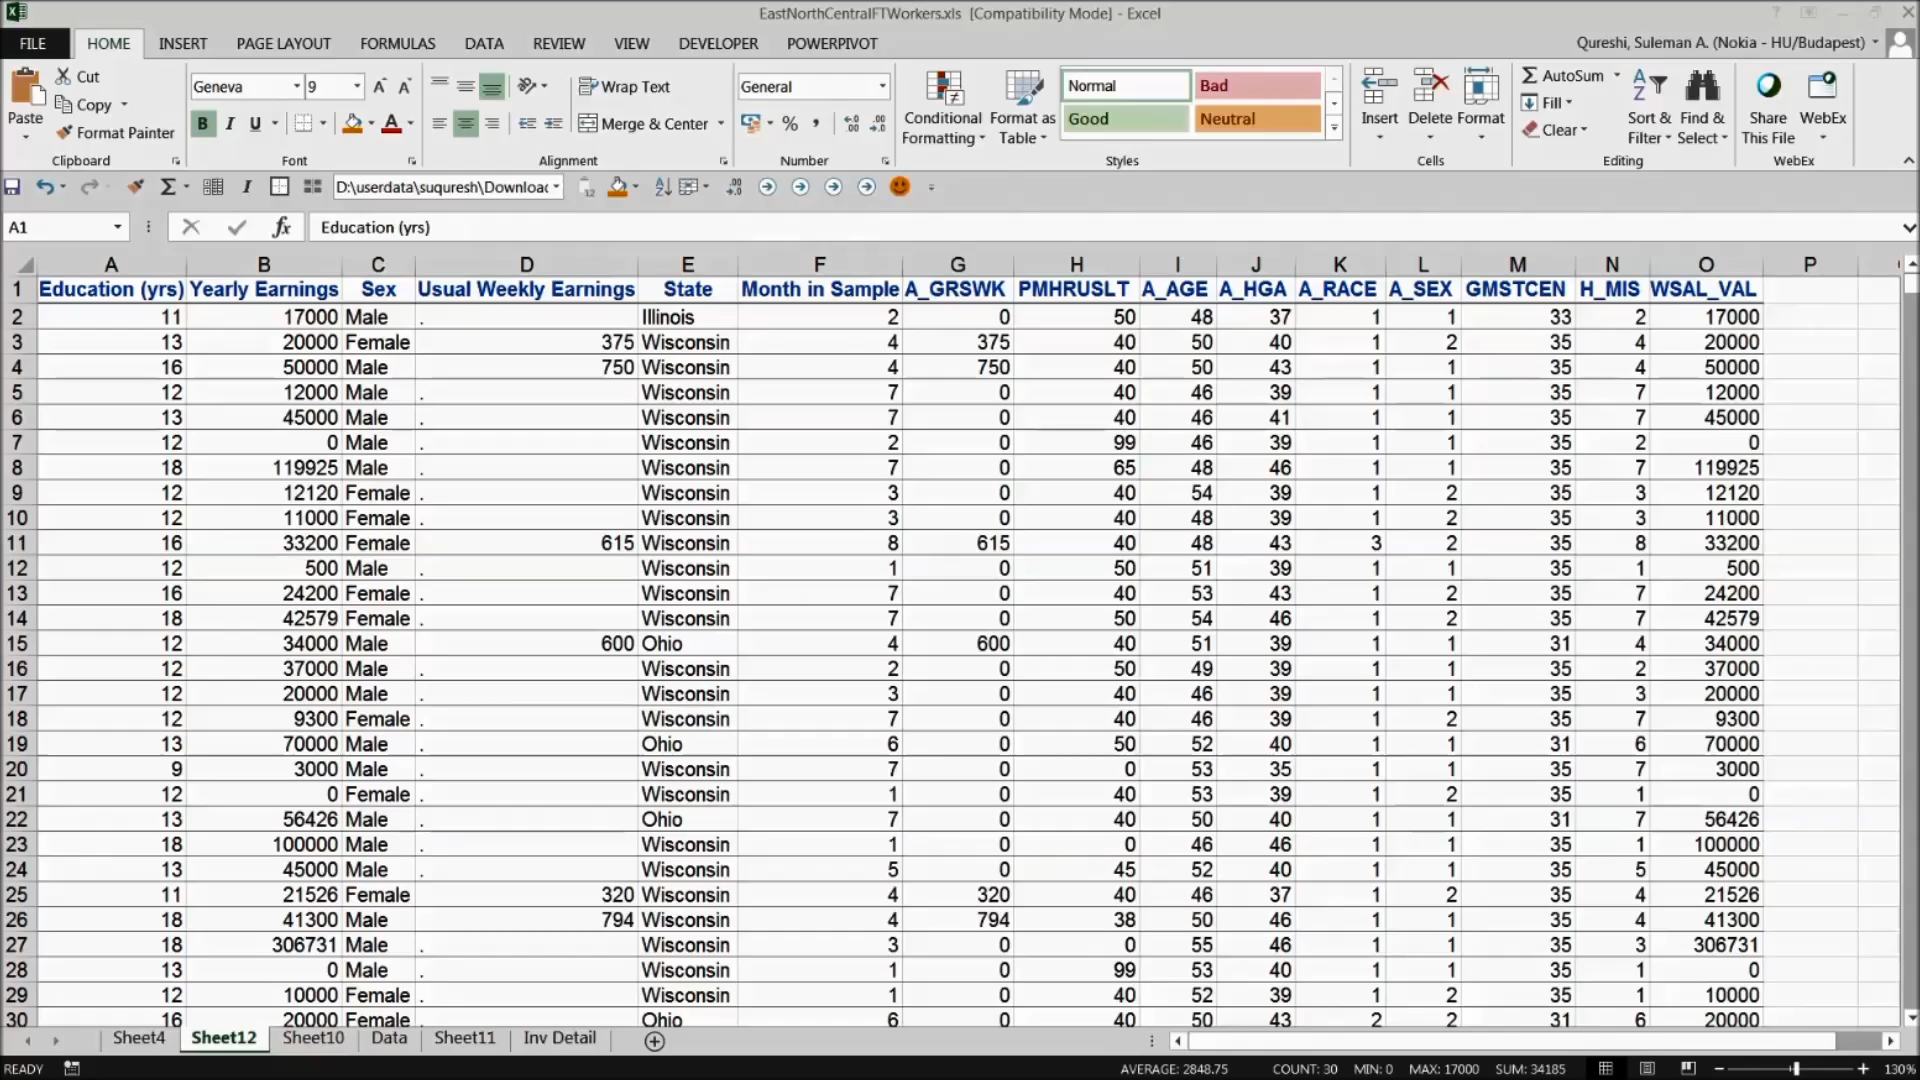 EastNorthCentralFTWorkers.xls [Compatibility Mode] - Excel
FILE HOME INSERT PAGE LAYOUT FORMULAS DATA REVIEW VIEW DEVELOPER POWERPIVOT Qureshi, Suleman A. (Nokia - HU/Budapest)
Cut
Copy
Format Painter
Paste
Clipboard
Geneva 9
B I U
Font
Wrap Text
Merge & Center
Alignment
General
Number
Conditional Formatting
Format as Table
Normal Bad
Good Neutral
Styles
Insert Delete Format
Cells
AutoSum
Fill
Clear
Sort & Filter
Find & Select
Editing
Share This File
WebEx
WebEx
D:\userdata\suquresh\Downloac
A1 fx Education (yrs)
A B C D E F G H I J K L M N O P
1 Education (yrs) Yearly Earnings Sex Usual Weekly Earnings State Month in Sample A_GRSWK PMHRUSLT A_AGE A_HGA A_RACE A_SEX GMSTCEN H_MIS WSAL_VAL
2 11 17000 Male . Illinois 2 0 50 48 37 1 1 33 2 17000
3 13 20000 Female 375 Wisconsin 4 375 40 50 40 1 2 35 4 20000
4 16 50000 Male 750 Wisconsin 4 750 40 50 43 1 1 35 4 50000
5 12 12000 Male . Wisconsin 7 0 40 46 39 1 1 35 7 12000
6 13 45000 Male . Wisconsin 7 0 40 46 41 1 1 35 7 45000
7 12 0 Male . Wisconsin 2 0 99 46 39 1 1 35 2 0
8 18 119925 Male . Wisconsin 7 0 65 48 46 1 1 35 7 119925
9 12 12120 Female . Wisconsin 3 0 40 54 39 1 2 35 3 12120
10 12 11000 Female . Wisconsin 3 0 40 48 39 1 2 35 3 11000
11 16 33200 Female 615 Wisconsin 8 615 40 48 43 3 2 35 8 33200
12 12 500 Male . Wisconsin 1 0 50 51 39 1 1 35 1 500
13 16 24200 Female . Wisconsin 7 0 40 53 43 1 2 35 7 24200
14 18 42579 Female . Wisconsin 7 0 50 54 46 1 2 35 7 42579
15 12 34000 Male 600 Ohio 4 600 40 51 39 1 1 31 4 34000
16 12 37000 Male . Wisconsin 2 0 50 49 39 1 1 35 2 37000
17 12 20000 Male . Wisconsin 3 0 40 46 39 1 1 35 3 20000
18 12 9300 Female . Wisconsin 7 0 40 46 39 1 2 35 7 9300
19 13 70000 Male . Ohio 6 0 50 52 40 1 1 31 6 70000
20 9 3000 Male . Wisconsin 7 0 0 53 35 1 1 35 7 3000
21 12 0 Female . Wisconsin 1 0 40 53 39 1 2 35 1 0
22 13 56426 Male . Ohio 7 0 40 50 40 1 1 31 7 56426
23 18 100000 Male . Wisconsin 1 0 0 46 46 1 1 35 1 100000
24 13 45000 Male . Wisconsin 5 0 45 52 40 1 1 35 5 45000
25 11 21526 Female 320 Wisconsin 4 320 40 46 37 1 2 35 4 21526
26 18 41300 Male 794 Wisconsin 4 794 38 50 46 1 1 35 4 41300
27 18 306731 Male . Wisconsin 3 0 0 55 46 1 1 35 3 306731
28 13 0 Male . Wisconsin 1 0 99 53 40 1 1 35 1 0
29 12 10000 Female . Wisconsin 1 0 40 52 39 1 2 35 1 10000
30 16 20000 Female . Ohio 6 0 40 50 43 2 2 31 6 20000
Sheet4 Sheet12 Sheet10 Data Sheet11 Inv Detail
READY AVERAGE: 2848.75 COUNT: 30 MIN: 0 MAX: 17000 SUM: 34185 130%